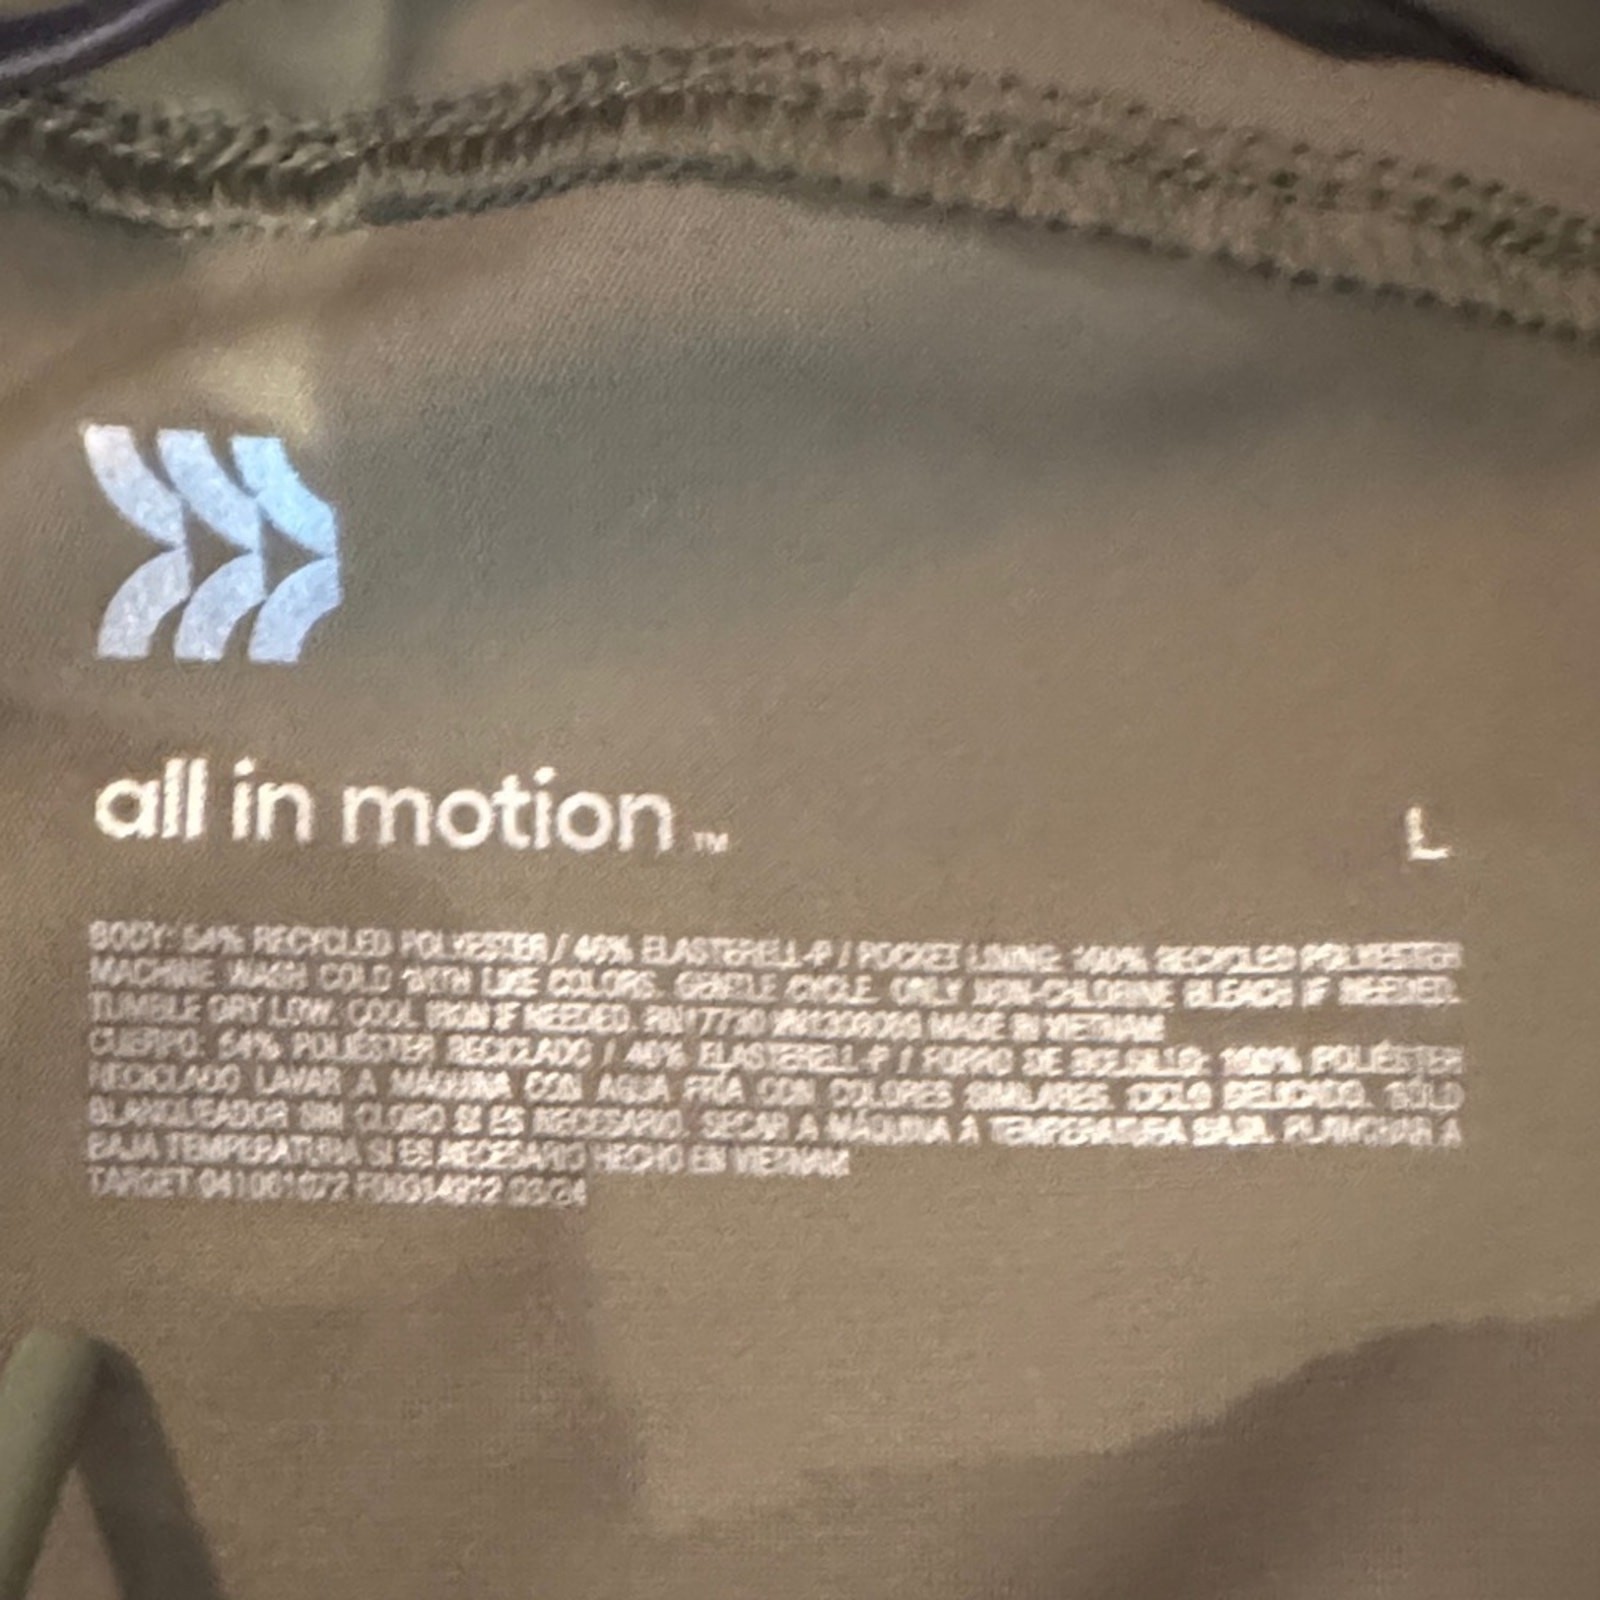 all in motion™
L
BODY: 54% RECYCLED POLYESTER / 46% ELASTERELL-P / POCKET LINING: 100% RECYCLED POLYESTER
MACHINE WASH COLD WITH LIKE COLORS. GENTLE CYCLE. ONLY NON-CHLORINE BLEACH IF NEEDED.
TUMBLE DRY LOW. COOL IRON IF NEEDED. RN17730 MADE IN VIETNAM
CUERPO: 54% POLIÉSTER RECICLADO / 46% ELASTERELL-P / FORRO DE BOLSILLO: 100% POLIÉSTER
RECICLADO LAVAR A MÁQUINA CON AGUA FRÍA CON COLORES SIMILARES. CICLO DELICADO. SÓLO
BLANQUEADOR SIN CLORO SI ES NECESARIO. SECAR A MÁQUINA A TEMPERATURA BAJA. PLANCHAR A
BAJA TEMPERATURA SI ES NECESARIO HECHO EN VIETNAM
TARGET 041061072 03/24